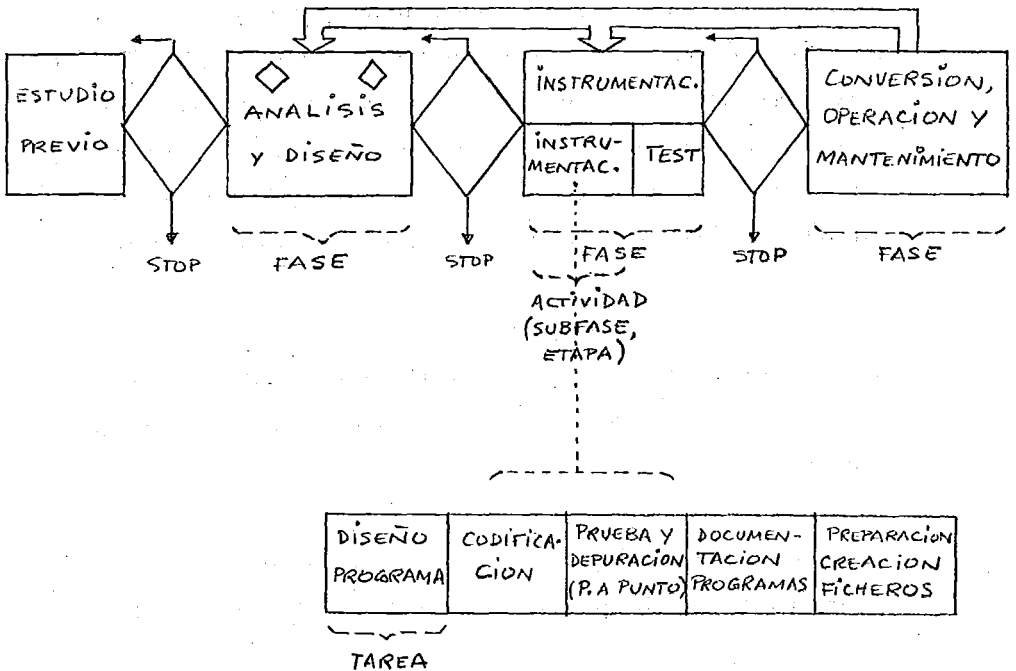 ESTUDIO
PREVIO
ANALISIS
Y DISEÑO
INSTRUMENTAC.
INSTRU-
MENTAC.
TEST
CONVERSION,
OPERACION Y
MANTENIMIENTO
STOP
FASE
STOP
FASE
STOP
FASE
ACTIVIDAD
(SUBFASE,
ETAPA)
DISEÑO
PROGRAMA
CODIFICA-
CION
PRUEBA Y
DEPURACION
(P. A PUNTO)
DOCUMEN-
TACION
PROGRAMAS
PREPARACION
CREACION
FICHEROS
TAREA